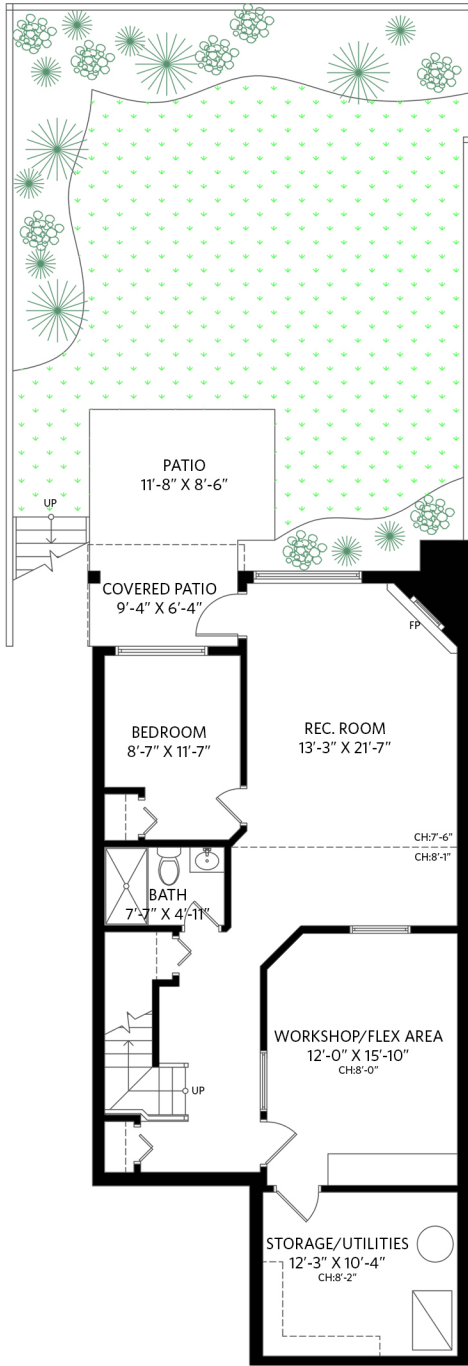 PATIO
11'-8" X 8'-6"
UP
COVERED PATIO
9'-4" X 6'-4"
FP
BEDROOM
8'-7" X 11'-7"
REC. ROOM
13'-3" X 21'-7"
CH:7'-6"
CH:8'-1"
BATH
7'-7" X 4'-11"
WORKSHOP/FLEX AREA
12'-0" X 15'-10"
CH:8'-0"
UP
STORAGE/UTILITIES
12'-3" X 10'-4"
CH:8'-2"